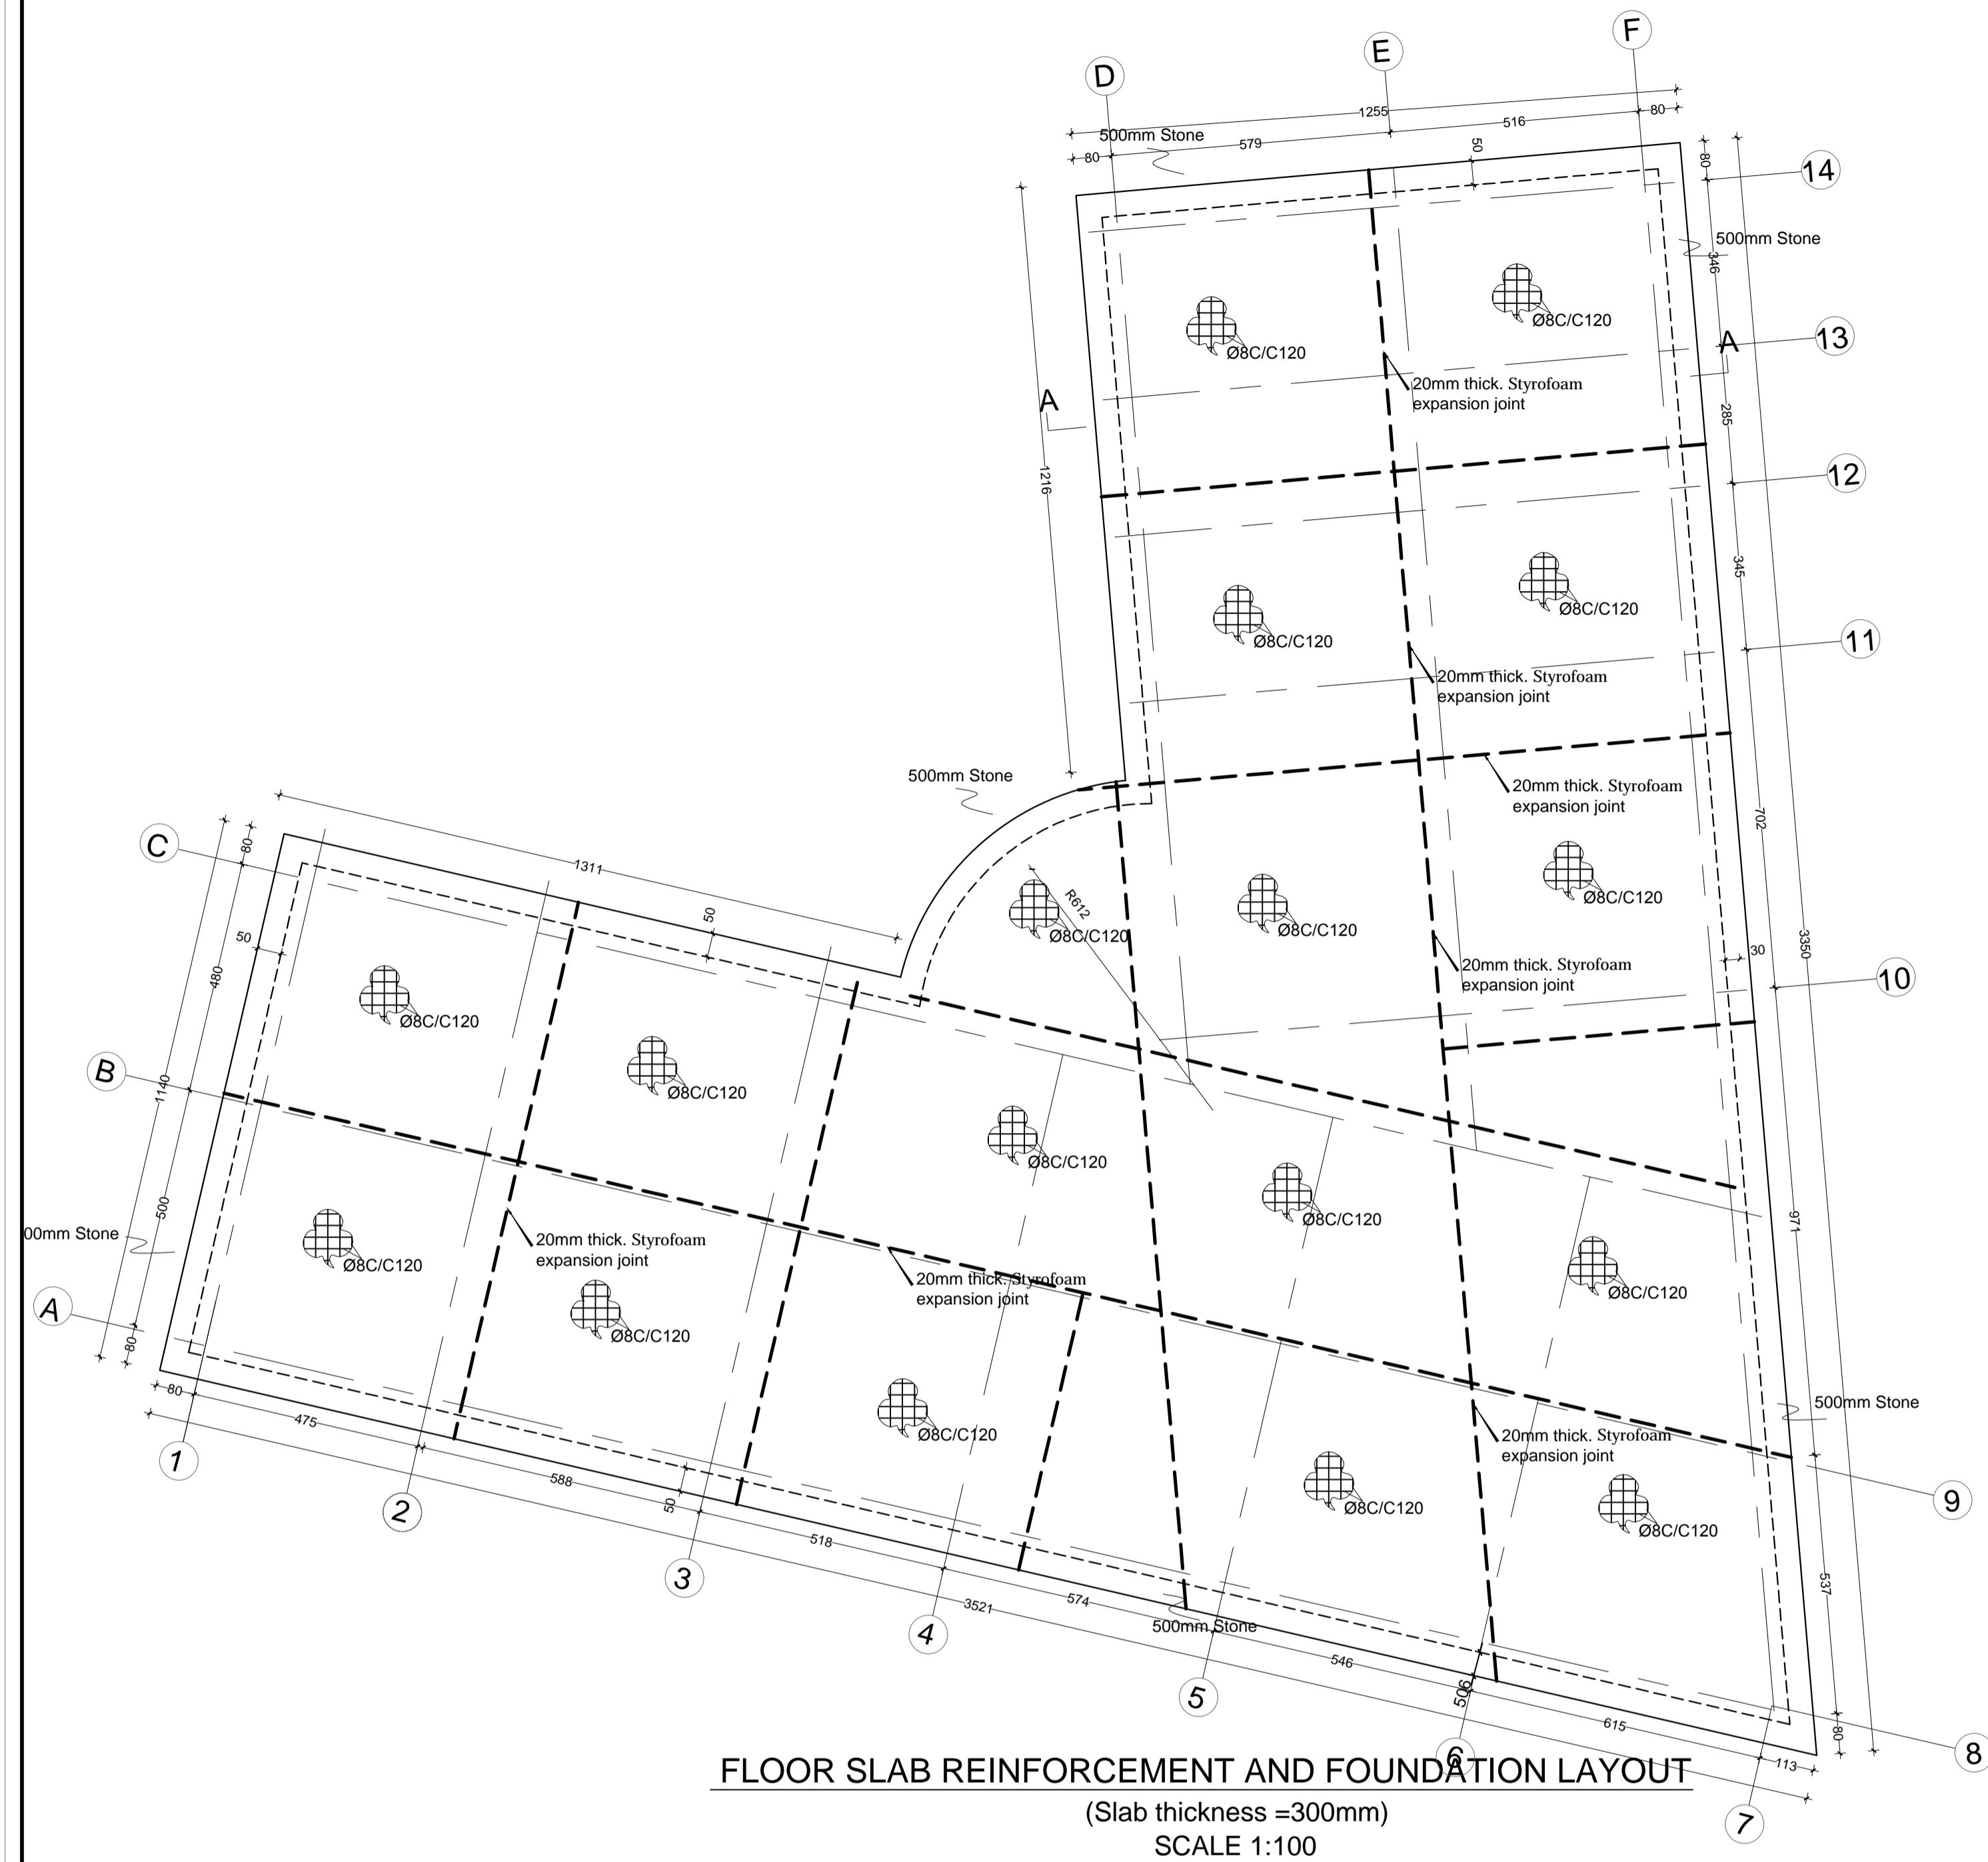 F
E
D
1255
80
579
516
80
500mm Stone
50
80
14
346
500mm Stone
Ø8C/C120
Ø8C/C120
13
A
A
20mm thick. Styrofoam
expansion joint
285
12
1216
345
Ø8C/C120
Ø8C/C120
11
20mm thick. Styrofoam
expansion joint
500mm Stone
20mm thick. Styrofoam
expansion joint
702
C
80
1311
R612
50
50
Ø8C/C120
Ø8C/C120
Ø8C/C120
3350
30
20mm thick. Styrofoam
expansion joint
10
480
Ø8C/C120
B
1140
Ø8C/C120
Ø8C/C120
Ø8C/C120
500
971
00mm Stone
20mm thick. Styrofoam
expansion joint
Ø8C/C120
20mm thick. Styrofoam
expansion joint
Ø8C/C120
A
80
Ø8C/C120
80
475
500mm Stone
Ø8C/C120
20mm thick. Styrofoam
expansion joint
1
2
588
50
Ø8C/C120
Ø8C/C120
9
518
3
574
3521
537
4
500mm Stone
546
5
506
615
80
6
113
8
7
FLOOR SLAB REINFORCEMENT AND FOUNDATION LAYOUT
(Slab thickness =300mm)
SCALE 1:100